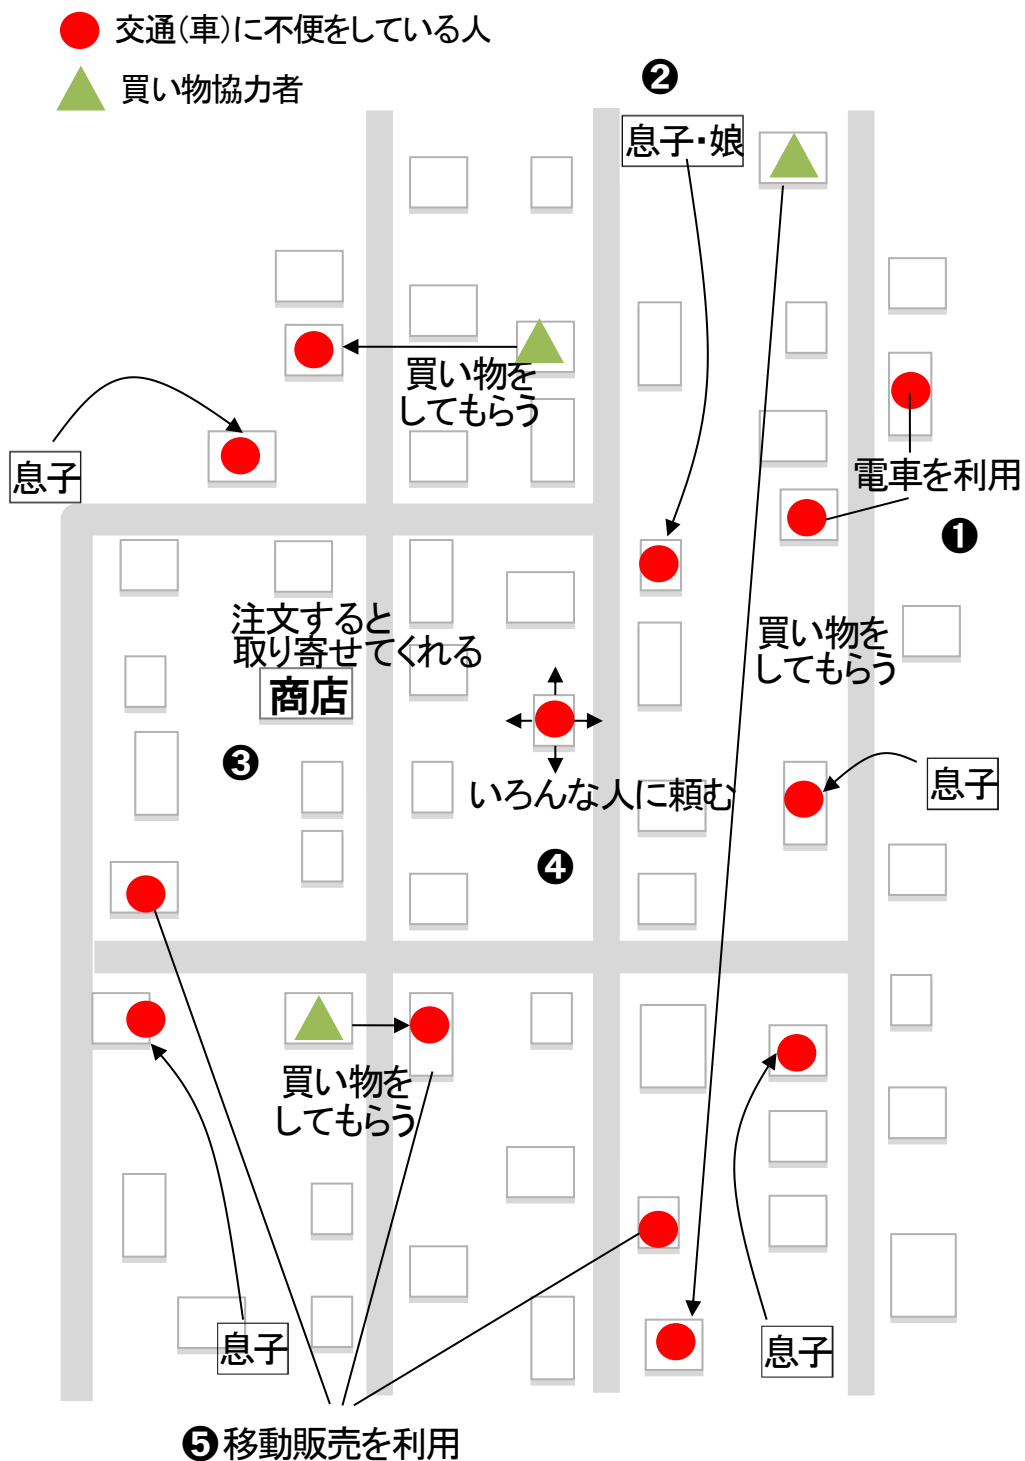 交通(車)に不便をしている人
買い物協力者
❷
息子・娘
買い物を
してもらう
息子
電車を利用
❶
注文すると
取り寄せてくれる
商店
❸
買い物を
してもらう
いろんな人に頼む
❹
息子
買い物を
してもらう
息子
息子
❺移動販売を利用